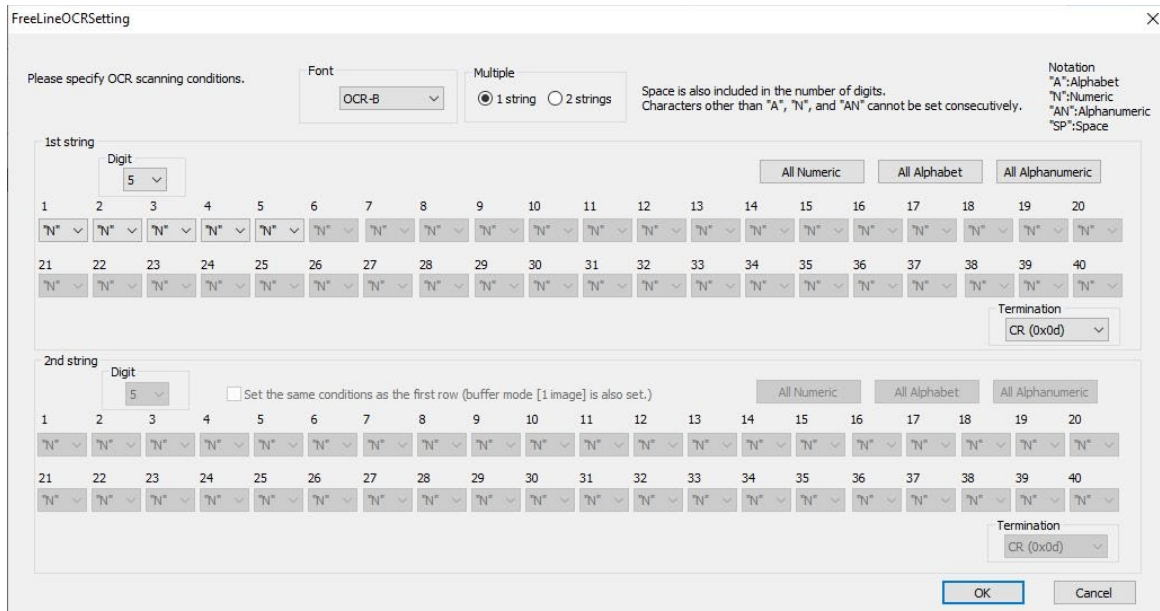 FreeLineOCRSetting
Please specify OCR scanning conditions.
Font
OCR-B
Multiple
1 string 2 strings
Space is also included in the number of digits.
Characters other than "A", "N", and "AN" cannot be set consecutively.
Notation
"A":Alphabet
"N":Numeric
"AN":Alphanumeric
"SP":Space
1st string
Digit
5
All Numeric All Alphabet All Alphanumeric
1 2 3 4 5 6 7 8 9 10 11 12 13 14 15 16 17 18 19 20
"N" "N" "N" "N" "N" "N" "N" "N" "N" "N" "N" "N" "N" "N" "N" "N" "N" "N" "N" "N"
21 22 23 24 25 26 27 28 29 30 31 32 33 34 35 36 37 38 39 40
"N" "N" "N" "N" "N" "N" "N" "N" "N" "N" "N" "N" "N" "N" "N" "N" "N" "N" "N" "N"
Termination
CR (0x0d)
2nd string
Digit
5
Set the same conditions as the first row (buffer mode [1 image] is also set.)
All Numeric All Alphabet All Alphanumeric
1 2 3 4 5 6 7 8 9 10 11 12 13 14 15 16 17 18 19 20
"N" "N" "N" "N" "N" "N" "N" "N" "N" "N" "N" "N" "N" "N" "N" "N" "N" "N" "N" "N"
21 22 23 24 25 26 27 28 29 30 31 32 33 34 35 36 37 38 39 40
"N" "N" "N" "N" "N" "N" "N" "N" "N" "N" "N" "N" "N" "N" "N" "N" "N" "N" "N" "N"
Termination
CR (0x0d)
OK Cancel